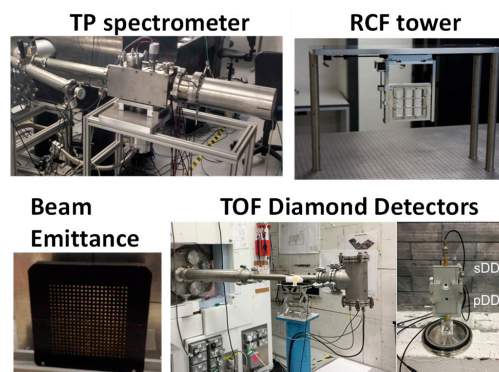 TP spectrometer
RCF tower
Beam
Emittance
TOF Diamond Detectors
sDD
pDD